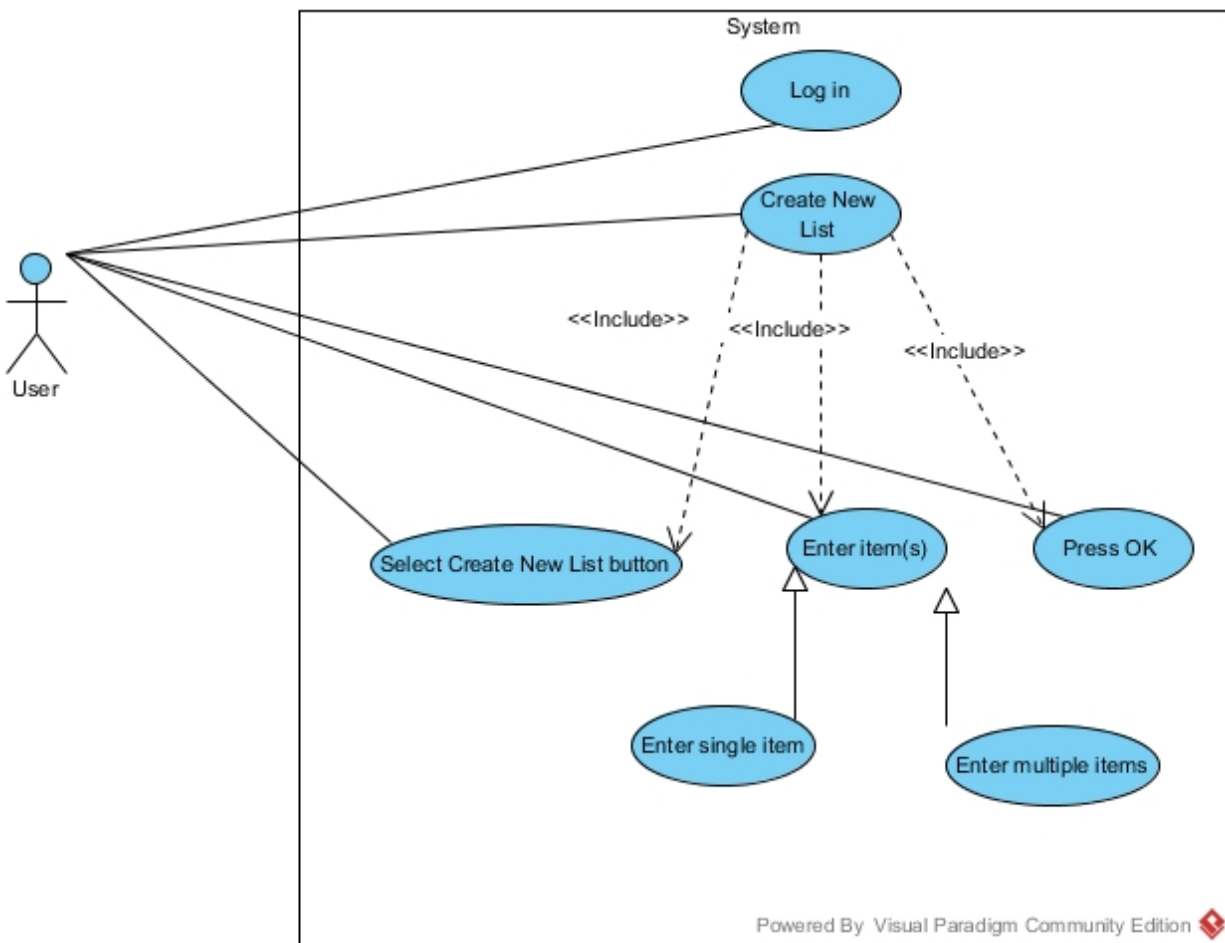 System
Log in
Create New
List
<<Include>>
<<Include>>
<<Include>>
User
Select Create New List button
Enter item(s)
Press OK
Enter single item
Enter multiple items
Powered By Visual Paradigm Community Edition